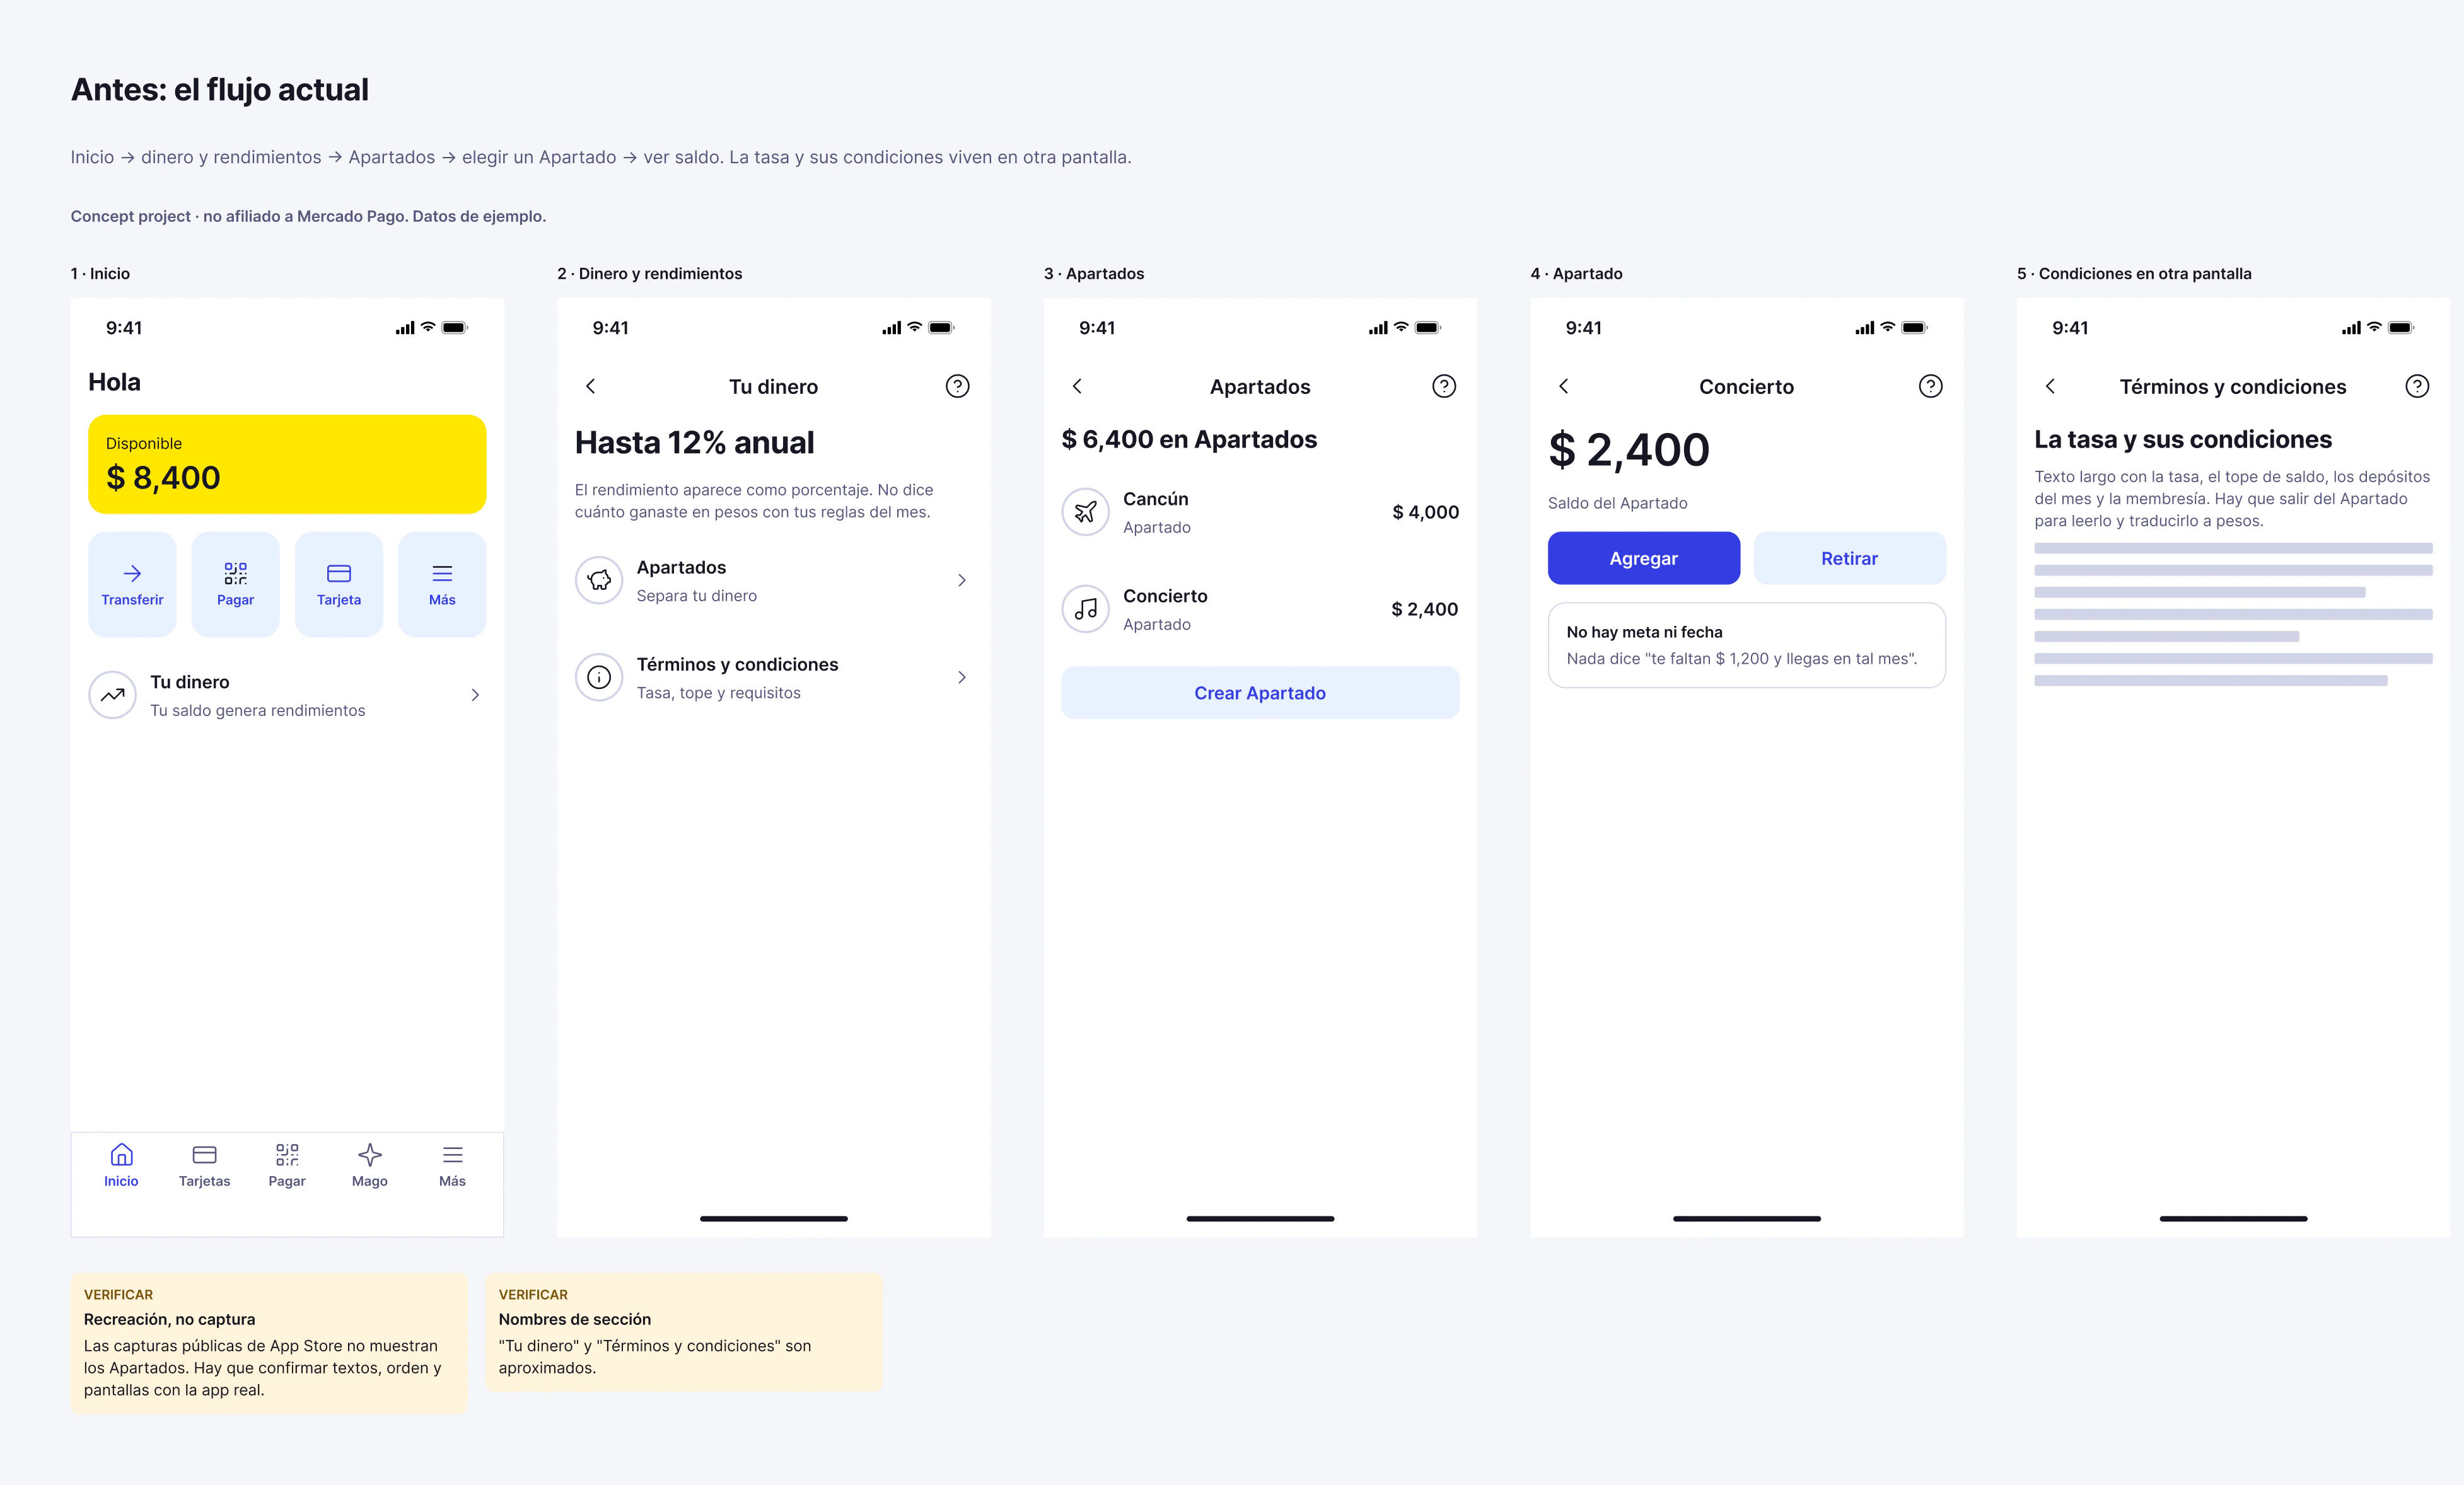 Antes: el flujo actual
Inicio → dinero y rendimientos → Apartados → elegir un Apartado → ver saldo. La tasa y sus condiciones viven en otra pantalla.
Concept project · no afiliado a Mercado Pago. Datos de ejemplo.
1 · Inicio
9:41
Hola
Disponible
$ 8,400
Transferir
Pagar
Tarjeta
Más
Tu dinero
Tu saldo genera rendimientos
Inicio
Tarjetas
Pagar
Mago
Más
2 · Dinero y rendimientos
9:41
Tu dinero
Hasta 12% anual
El rendimiento aparece como porcentaje. No dice
cuánto ganaste en pesos con tus reglas del mes.
Apartados
Separa tu dinero
Términos y condiciones
Tasa, tope y requisitos
3 · Apartados
9:41
Apartados
$ 6,400 en Apartados
Cancún
Apartado
$ 4,000
Concierto
Apartado
$ 2,400
Crear Apartado
4 · Apartado
9:41
Concierto
$ 2,400
Saldo del Apartado
Agregar
Retirar
No hay meta ni fecha
Nada dice "te faltan $ 1,200 y llegas en tal mes".
5 · Condiciones en otra pantalla
9:41
Términos y condiciones
La tasa y sus condiciones
Texto largo con la tasa, el tope de saldo, los depósitos
del mes y la membresía. Hay que salir del Apartado
para leerlo y traducirlo a pesos.
VERIFICAR
Recreación, no captura
Las capturas públicas de App Store no muestran
los Apartados. Hay que confirmar textos, orden y
pantallas con la app real.
VERIFICAR
Nombres de sección
"Tu dinero" y "Términos y condiciones" son
aproximados.